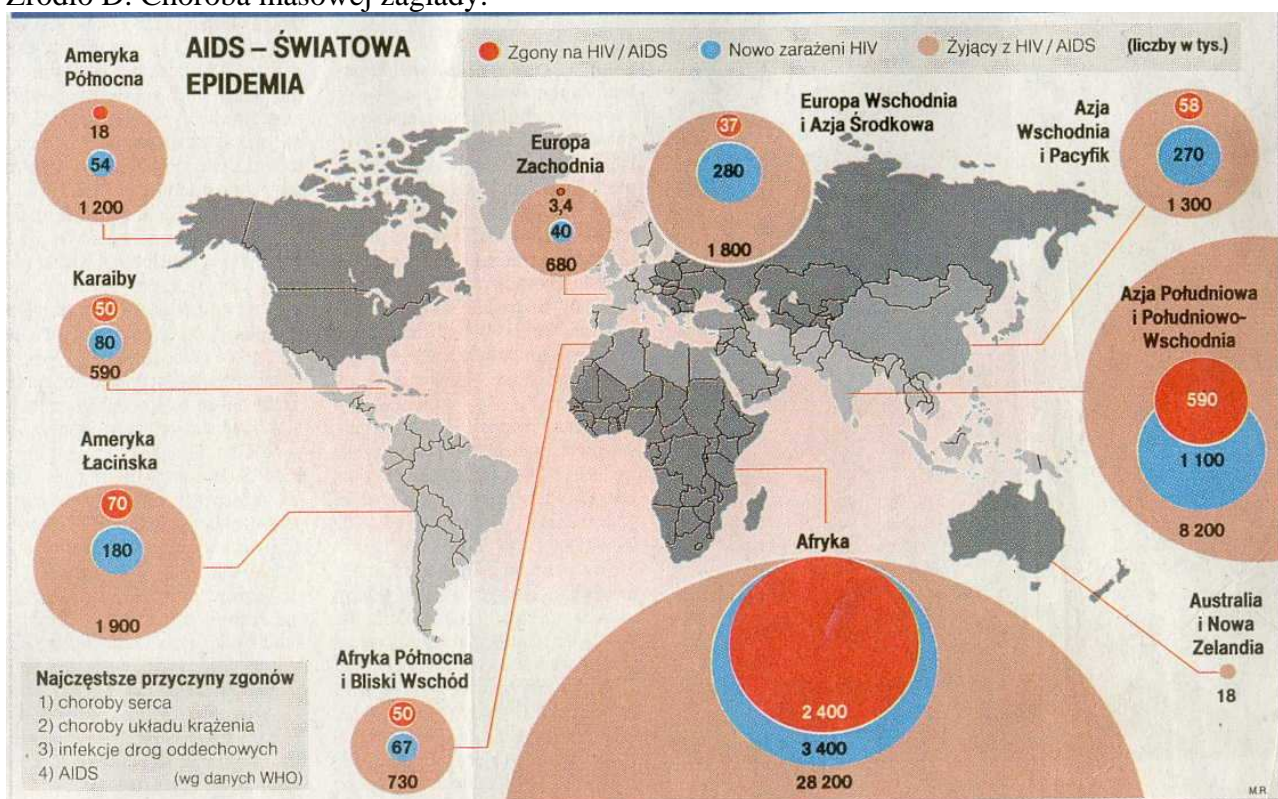 Źródło D. Choroba masowej zagłady.
AIDS – ŚWIATOWA
EPIDEMIA
Zgony na HIV / AIDS
Nowo zarażeni HIV
Żyjący z HIV / AIDS
(liczby w tys.)
Ameryka
Północna
18
54
1 200
Europa
Zachodnia
3,4
40
680
Europa Wschodnia
i Azja Środkowa
37
280
1 800
Azja
Wschodnia
i Pacyfik
58
270
1 300
Karaiby
50
80
590
Azja Południowa
i Południowo-
Wschodnia
590
1 100
8 200
Ameryka
Łacińska
70
180
1 900
Afryka
2 400
3 400
28 200
Australia
i Nowa
Zelandia
18
Afryka Północna
i Bliski Wschód
50
67
730
Najczęstsze przyczyny zgonów
1) choroby serca
2) choroby układu krążenia
3) infekcje dróg oddechowych
4) AIDS (wg danych WHO)
M.R.